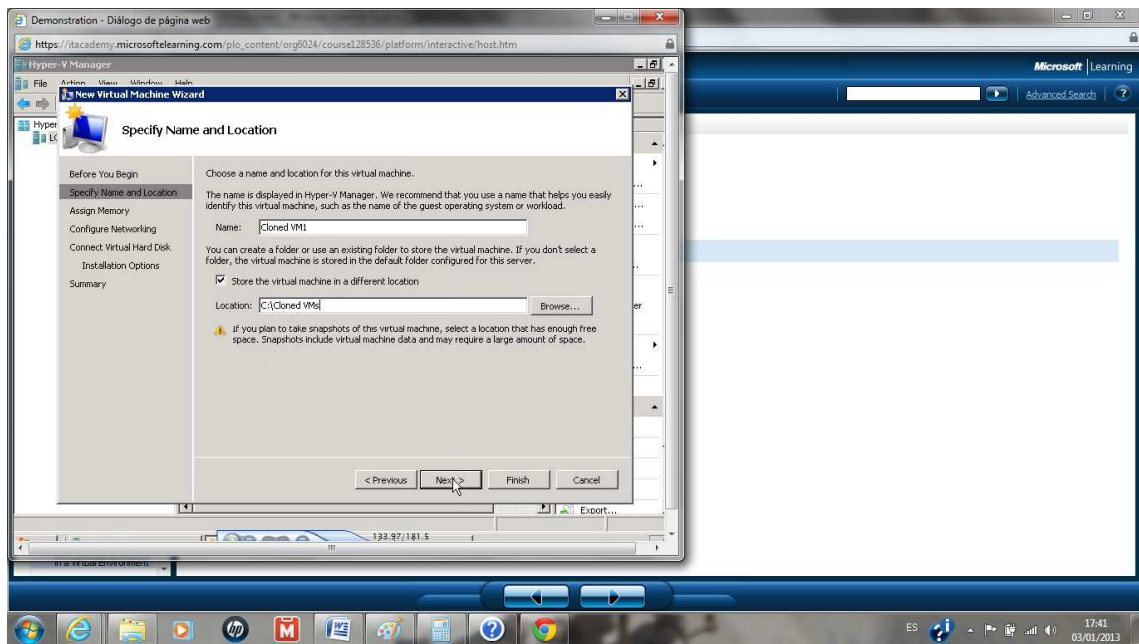 Demonstration - Diálogo de página web
https://itacademy.microsoftelearning.com/plo_content/org6024/course128536/platform/interactive/host.htm
Hyper-V Manager
File Action View Window Help
New Virtual Machine Wizard
Specify Name and Location
Before You Begin
Specify Name and Location
Assign Memory
Configure Networking
Connect Virtual Hard Disk
Installation Options
Summary
Choose a name and location for this virtual machine.
The name is displayed in Hyper-V Manager. We recommend that you use a name that helps you easily
identify this virtual machine, such as the name of the guest operating system or workload.
Name: Cloned VM1
You can create a folder or use an existing folder to store the virtual machine. If you don't select a
folder, the virtual machine is stored in the default folder configured for this server.
Store the virtual machine in a different location
Location: C:\Cloned VMs
Browse...
If you plan to take snapshots of this virtual machine, select a location that has enough free
space. Snapshots include virtual machine data and may require a large amount of space.
< Previous
Next >
Finish
Cancel
Export...
133.97/181.5
in a Virtual Environment
Microsoft Learning
Advanced Search
ES
17:41
03/01/2013